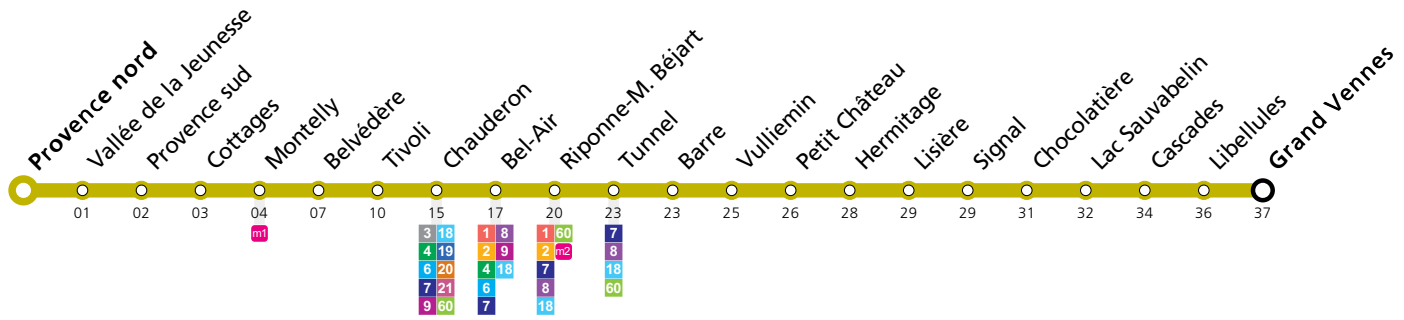 Provence nord
Vallée de la Jeunesse
Provence sud
Cottages
Montelly
Belvédère
Tivoli
Chauderon
Bel-Air
Riponne-M. Béjart
Tunnel
Barre
Vulliemin
Petit Château
Hermitage
Lisière
Signal
Chocolatière
Lac Sauvabelin
Cascades
Libellules
Grand Vennes
01 02 03 04 07 10 15 17 20 23 23 25 26 28 29 29 31 32 34 36 37
m1
3 18
4 19
6 20
7 21
9 60
1 8
2 9
4 18
6
7
1 60
2 m2
7
8
18
7
8
18
60